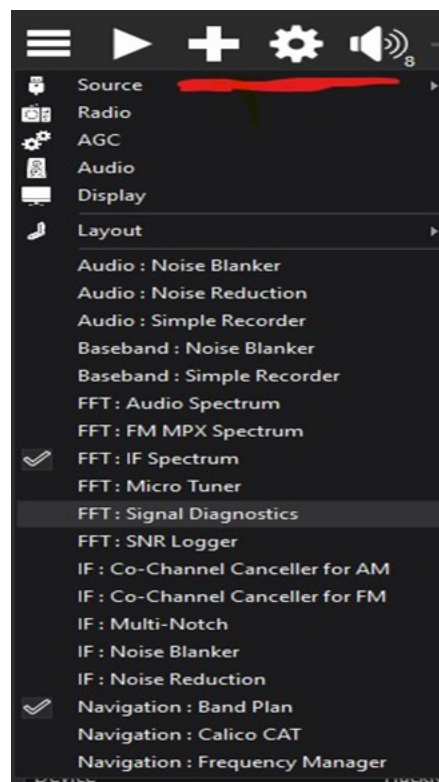 8
Source
Radio
AGC
Audio
Display
Layout
Audio : Noise Blanker
Audio : Noise Reduction
Audio : Simple Recorder
Baseband : Noise Blanker
Baseband : Simple Recorder
FFT : Audio Spectrum
FFT : FM MPX Spectrum
FFT : IF Spectrum
FFT : Micro Tuner
FFT : Signal Diagnostics
FFT : SNR Logger
IF : Co-Channel Canceller for AM
IF : Co-Channel Canceller for FM
IF : Multi-Notch
IF : Noise Blanker
IF : Noise Reduction
Navigation : Band Plan
Navigation : Calico CAT
Navigation : Frequency Manager